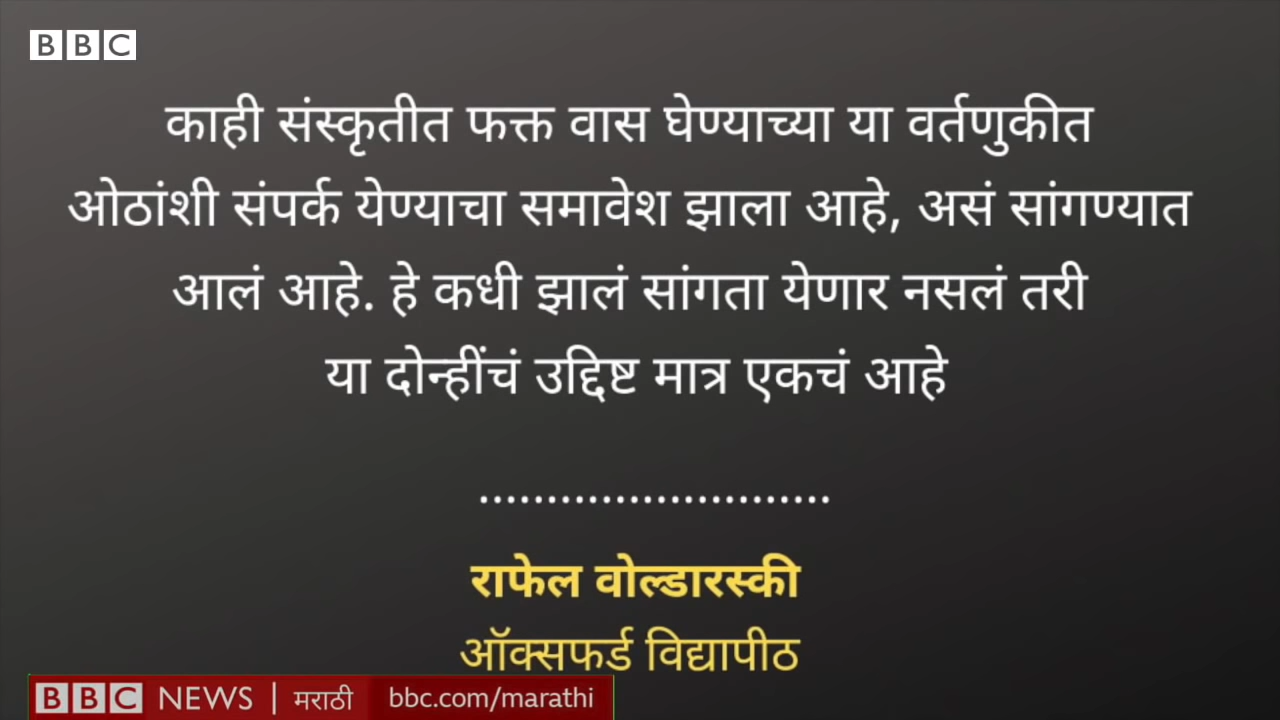 BBC
काही संस्कृतीत फक्त वास घेण्याच्या या वर्तणुकीत
ओठांशी संपर्क येण्याचा समावेश झाला आहे, असं सांगण्यात
आलं आहे. हे कधी झालं सांगता येणार नसलं तरी
या दोन्हींचं उद्दिष्ट मात्र एकचं आहे
..........................
राफेल वोल्डारस्की
ऑक्सफर्ड विद्यापीठ
BBC NEWS | मराठी bbc.com/marathi